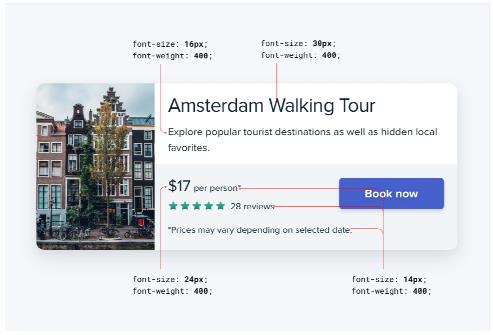 font-size: 16px;
font-weight: 400;
font-size: 30px;
font-weight: 400;
Amsterdam Walking Tour
Explore popular tourist destinations as well as hidden local
favorites.
$17 per person*
28 reviews
Book now
*Prices may vary depending on selected date.
font-size: 24px;
font-weight: 400;
font-size: 14px;
font-weight: 400;